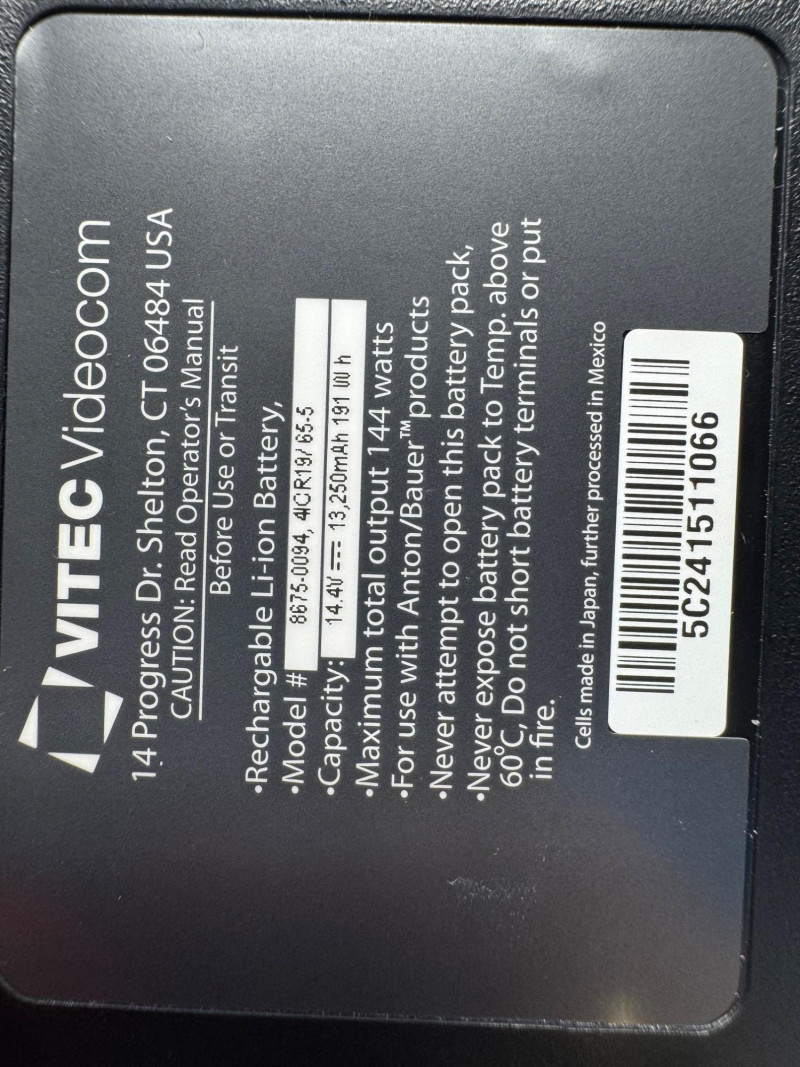 VITEC Videocom
14 Progress Dr. Shelton, CT 06484 USA
CAUTION: Read Operator's Manual
Before Use or Transit
•Rechargable Li-ion Battery,
•Model # 8675-0094, 4ICR19/65-5
•Capacity: 14.4V⎓ 13,250mAh 191 W h
•Maximum total output 144 watts
•For use with Anton/Bauer™ products
•Never attempt to open this battery pack,
•Never expose battery pack to Temp. above
60°C, Do not short battery terminals or put
in fire.
Cells made in Japan, further processed in Mexico
5C241511066